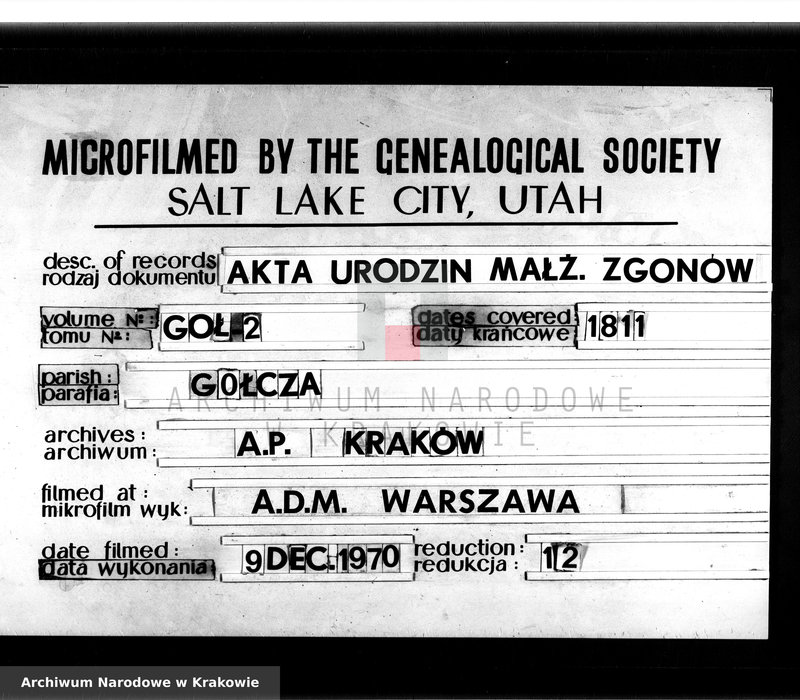 MICROFILMED BY THE GENEALOGICAL SOCIETY
SALT LAKE CITY, UTAH
desc. of records
rodzaj dokumentu
AKTA URODZIN MAŁŻ. ZGONÓW
volume №:
tomu №:
GOŁ-2
dates covered
daty krańcowe
1811
parish:
parafia:
GOŁCZA
ARCHIWUM NARODOWE
W KRAKOWIE
archives:
archiwum:
A.P. KRAKÓW
filmed at:
mikrofilm wyk:
A.D.M. WARSZAWA
date filmed:
data wykonania:
9 DEC. 1970
reduction:
redukcja:
12
Archiwum Narodowe w Krakowie